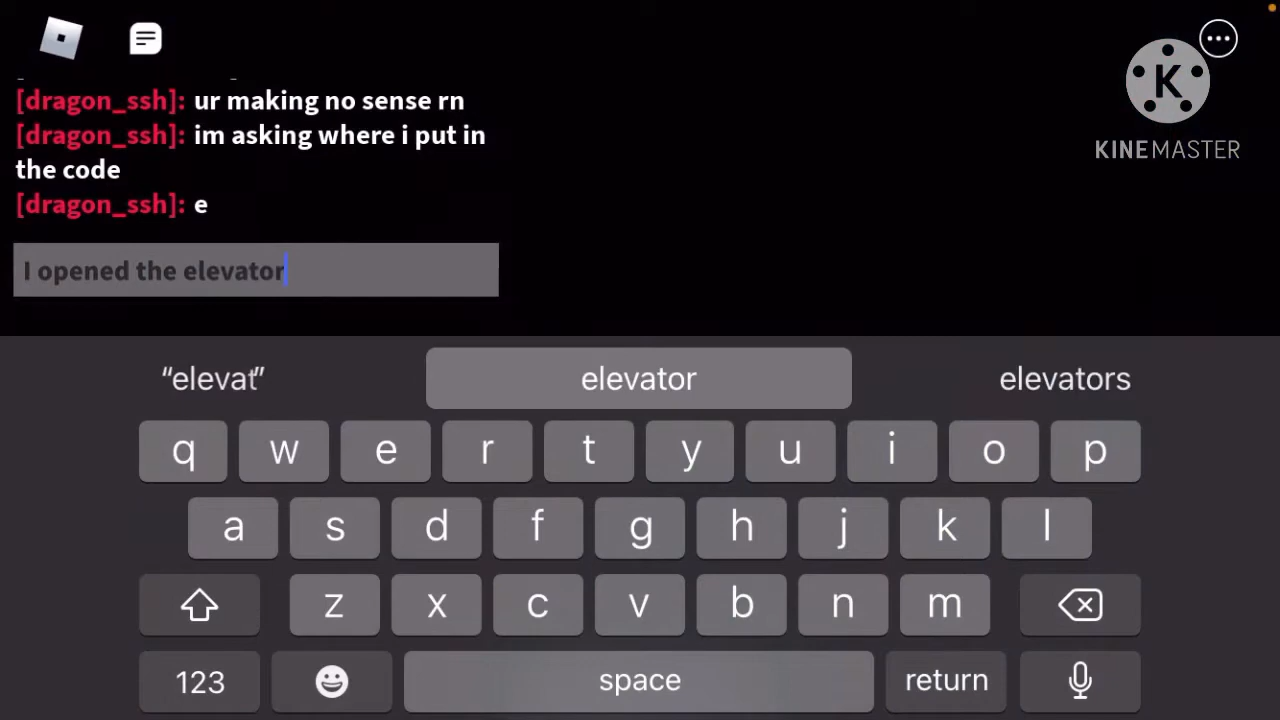 [dragon_ssh]: ur making no sense rn
[dragon_ssh]: im asking where i put in
the code
[dragon_ssh]: e
I opened the elevator
K
KINEMASTER
“elevat” elevator elevators
q w e r t y u i o p
a s d f g h j k l
z x c v b n m
123 space return